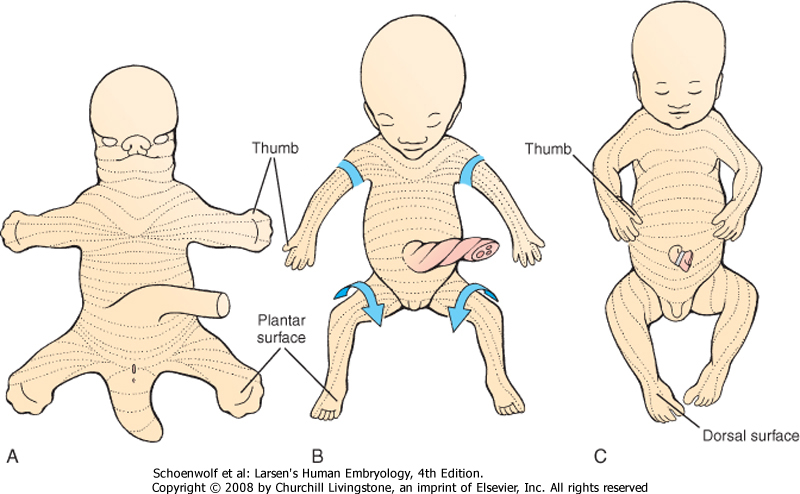 Thumb
Thumb
Plantar
surface
Dorsal surface
A
B
C
Schoenwolf et al: Larsen's Human Embryology, 4th Edition.
Copyright © 2008 by Churchill Livingstone, an imprint of Elsevier, Inc. All rights reserved